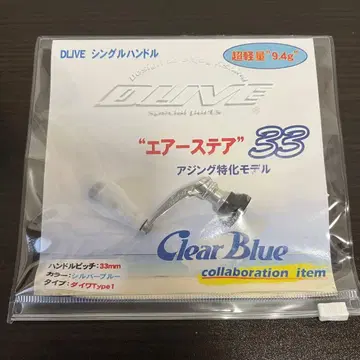 DLIVE シングルハンドル
超軽量"9.4g"
DLIVE
"エアーステア" 33
アジング特化モデル
Clear Blue
collaboration item
ハンドルピッチ:33mm
カラー:シルバーブルー
タイプ:ダイワType1